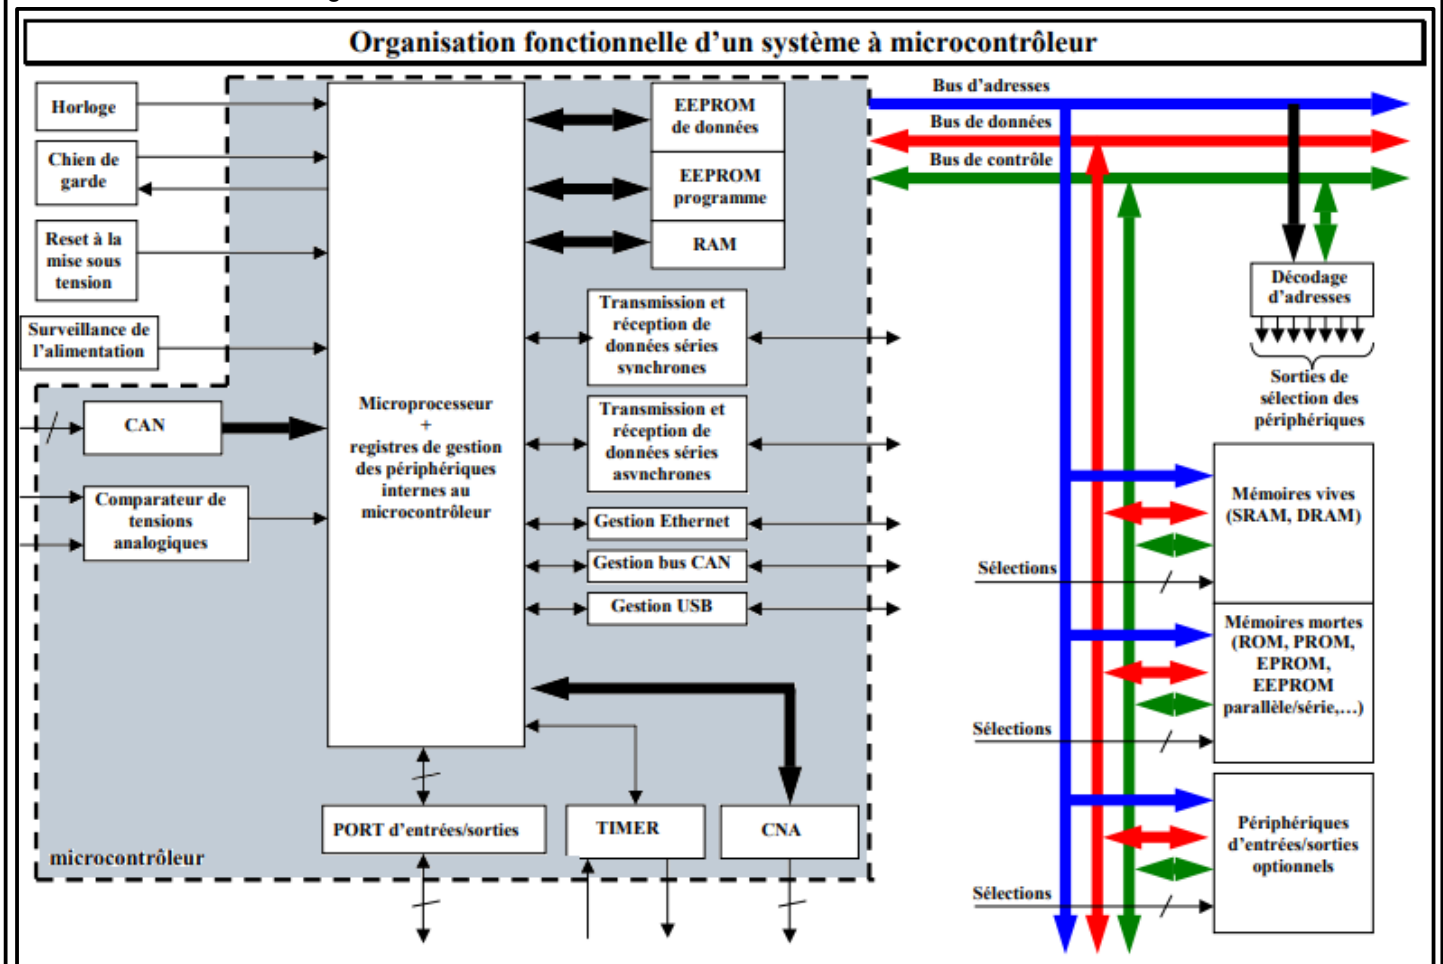 Organisation fonctionnelle d'un système à microcontrôleur
Horloge
Chien de
garde
Reset à la
mise sous
tension
Surveillance de
l'alimentation
CAN
Comparateur de
tensions
analogiques
Microprocesseur
+
registres de gestion
des périphériques
internes au
microcontrôleur
EEPROM
de données
EEPROM
programme
RAM
Transmission et
réception de
données séries
synchrones
Transmission et
réception de
données séries
asynchrones
Gestion Ethernet
Gestion bus CAN
Gestion USB
PORT d'entrées/sorties
TIMER
CNA
microcontrôleur
Bus d'adresses
Bus de données
Bus de contrôle
Décodage
d'adresses
Sorties de
sélection des
périphériques
Mémoires vives
(SRAM, DRAM)
Sélections
Mémoires mortes
(ROM, PROM,
EPROM,
EEPROM
parallèle/série,…)
Sélections
Périphériques
d'entrées/sorties
optionnels
Sélections